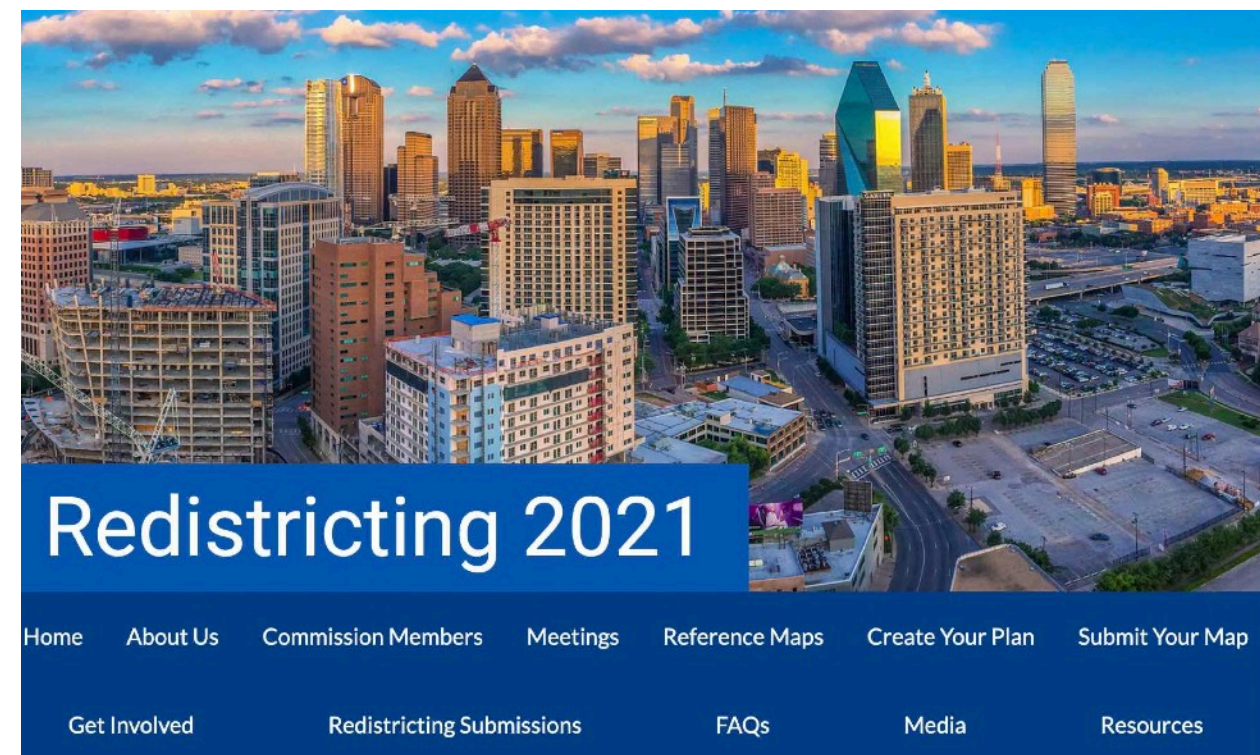 Redistricting 2021
Home About Us Commission Members Meetings Reference Maps Create Your Plan Submit Your Map
Get Involved Redistricting Submissions FAQs Media Resources